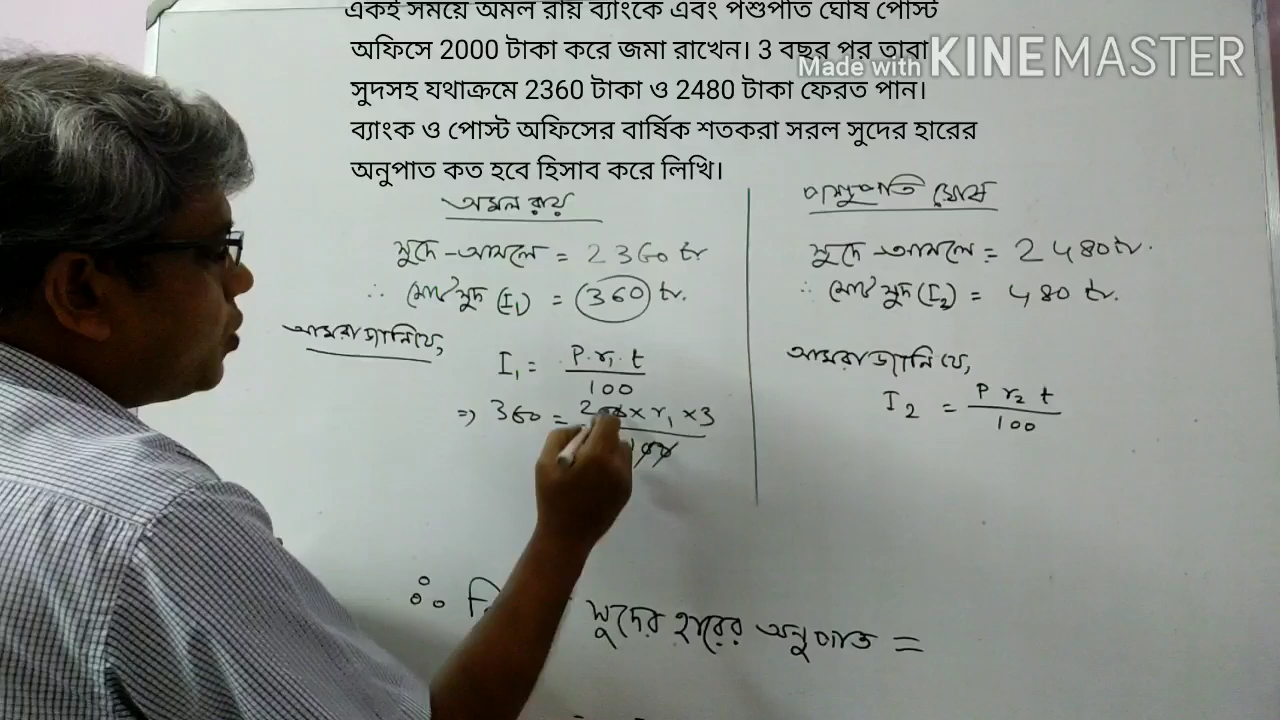 একই সময়ে অমল রায় ব্যাংকে এবং পশুপতি ঘোষ পোস্ট
অফিসে 2000 টাকা করে জমা রাখেন। 3 বছর পর তারা
Made with KINEMASTER
সুদসহ যথাক্রমে 2360 টাকা ও 2480 টাকা ফেরত পান।
ব্যাংক ও পোস্ট অফিসের বার্ষিক শতকরা সরল সুদের হারের
অনুপাত কত হবে হিসাব করে লিখি।
অমল রায়
সুদে-আসলে = 2360 টা
∴ মোট সুদ (I₁) = 360 টা.
আমরা জানি যে,
I₁ = P. r₁. t / 100
⇒ 360 = × r₁ × 3 / 100
পশুপতি ঘোষ
সুদে-আসলে = 2480 টা.
∴ মোট সুদ (I₂) = 480 টা.
আমরা জানি যে,
I₂ = P r₂ t / 100
∴ সুদের হারের অনুপাত =